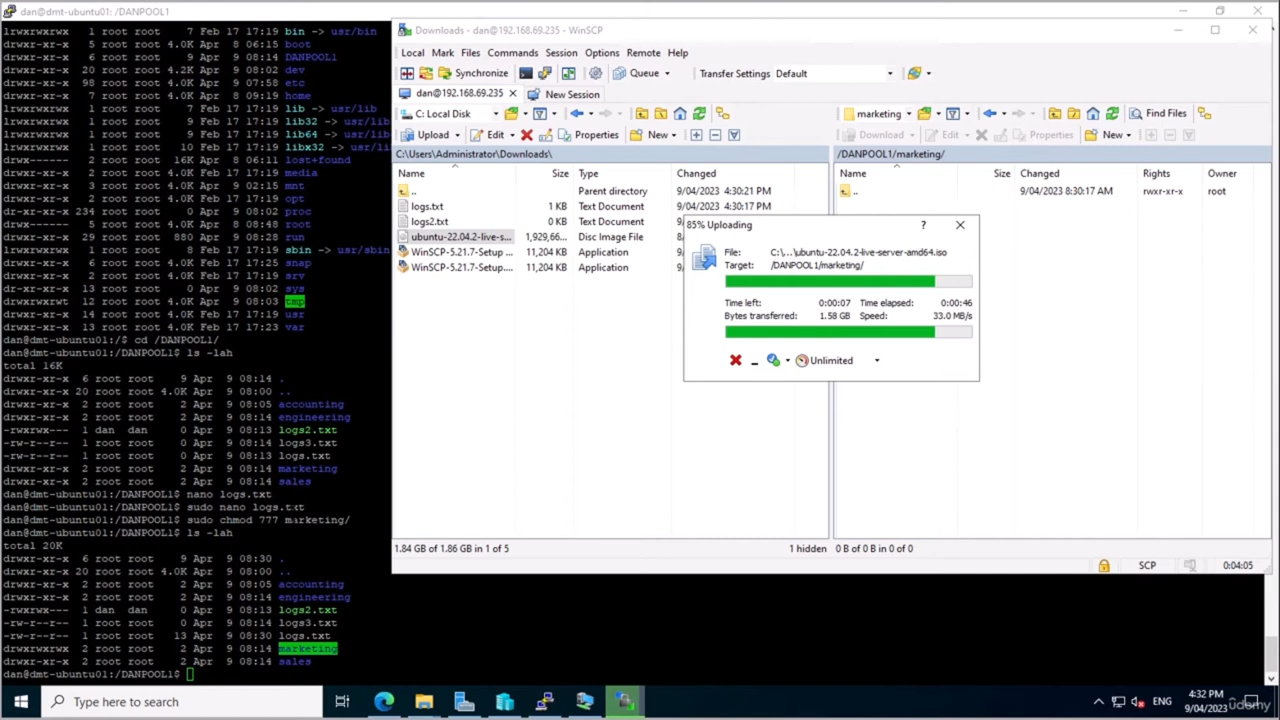 dan@dmt-ubuntu01: /DANPOOL1
lrwxrwxrwx 1 root root 7 Feb 17 17:19 bin -> usr/bin
drwxr-xr-x 5 root root 4.0K Apr 8 06:15 boot
drwxr-xr-x 6 root root 9 Apr 9 08:14 DANPOOL1
drwxr-xr-x 20 root root 4.2K Apr 9 08:02 dev
drwxr-xr-x 98 root root 4.0K Apr 9 07:58 etc
drwxr-xr-x 7 root root 4.0K Apr 8 09:19 home
lrwxrwxrwx 1 root root 7 Feb 17 17:19 lib -> usr/lib
lrwxrwxrwx 1 root root 9 Feb 17 17:19 lib32 -> usr/lib
lrwxrwxrwx 1 root root 9 Feb 17 17:19 lib64 -> usr/lib
lrwxrwxrwx 1 root root 10 Feb 17 17:19 libx32 -> usr/lib
drwx------ 2 root root 16K Apr 8 06:11 lost+found
drwxr-xr-x 2 root root 4.0K Feb 17 17:19 media
drwxr-xr-x 3 root root 4.0K Apr 9 02:15 mnt
drwxr-xr-x 2 root root 4.0K Feb 17 17:19 opt
dr-xr-xr-x 234 root root 0 Apr 9 08:02 proc
drwx------ 5 root root 4.0K Apr 8 08:48 root
drwxr-xr-x 29 root root 880 Apr 9 08:28 run
lrwxrwxrwx 1 root root 8 Feb 17 17:19 sbin -> usr/sbin
drwxr-xr-x 6 root root 4.0K Feb 17 17:23 snap
drwxr-xr-x 2 root root 4.0K Feb 17 17:19 srv
dr-xr-xr-x 13 root root 0 Apr 9 08:02 sys
drwxrwxrwt 12 root root 4.0K Apr 9 08:03 tmp
drwxr-xr-x 14 root root 4.0K Feb 17 17:19 usr
drwxr-xr-x 13 root root 4.0K Feb 17 17:23 var
dan@dmt-ubuntu01:/$ cd /DANPOOL1/
dan@dmt-ubuntu01:/DANPOOL1$ ls -lah
total 16K
drwxr-xr-x 6 root root 9 Apr 9 08:14 .
drwxr-xr-x 20 root root 4.0K Apr 9 08:00 ..
drwxr-xr-x 2 root root 2 Apr 9 08:05 accounting
drwxr-xr-x 2 root root 2 Apr 9 08:14 engineering
-rwxrwx--- 1 dan dan 0 Apr 9 08:13 logs2.txt
-rw-r--r-- 1 root root 0 Apr 9 08:14 logs3.txt
-rw-r--r-- 1 root root 0 Apr 9 08:13 logs.txt
drwxr-xr-x 2 root root 2 Apr 9 08:14 marketing
drwxr-xr-x 2 root root 2 Apr 9 08:14 sales
dan@dmt-ubuntu01:/DANPOOL1$ nano logs.txt
dan@dmt-ubuntu01:/DANPOOL1$ sudo nano logs.txt
dan@dmt-ubuntu01:/DANPOOL1$ sudo chmod 777 marketing/
dan@dmt-ubuntu01:/DANPOOL1$ ls -lah
total 20K
drwxr-xr-x 6 root root 9 Apr 9 08:30 .
drwxr-xr-x 20 root root 4.0K Apr 9 08:00 ..
drwxr-xr-x 2 root root 2 Apr 9 08:05 accounting
drwxr-xr-x 2 root root 2 Apr 9 08:14 engineering
-rwxrwx--- 1 dan dan 0 Apr 9 08:13 logs2.txt
-rw-r--r-- 1 root root 0 Apr 9 08:14 logs3.txt
-rw-r--r-- 1 root root 13 Apr 9 08:30 logs.txt
drwxrwxrwx 2 root root 2 Apr 9 08:14 marketing
drwxr-xr-x 2 root root 2 Apr 9 08:14 sales
dan@dmt-ubuntu01:/DANPOOL1$
Downloads - dan@192.168.69.235 - WinSCP
Local Mark Files Commands Session Options Remote Help
Synchronize Queue Transfer Settings Default
dan@192.168.69.235 New Session
C: Local Disk
Upload Edit Properties New
C:\Users\Administrator\Downloads\
Name Size Type Changed
.. Parent directory 9/04/2023 4:30:21 PM
logs.txt 1 KB Text Document 9/04/2023 4:30:17 PM
logs2.txt 0 KB Text Document
ubuntu-22.04.2-live-s... 1,929,66... Disc Image File
WinSCP-5.21.7-Setup.... 11,204 KB Application
WinSCP-5.21.7-Setup.... 11,204 KB Application
1.84 GB of 1.86 GB in 1 of 5 1 hidden
marketing Find Files
Download Edit Properties New
/DANPOOL1/marketing/
Name Size Changed Rights Owner
.. 9/04/2023 8:30:17 AM rwxr-xr-x root
0 B of 0 B in 0 of 0
SCP 0:04:05
85% Uploading ?
File: C:\...\ubuntu-22.04.2-live-server-amd64.iso
Target: /DANPOOL1/marketing/
Time left: 0:00:07 Time elapsed: 0:00:46
Bytes transferred: 1.58 GB Speed: 33.0 MB/s
Unlimited
Type here to search
ENG
4:32 PM
9/04/2023
udemy